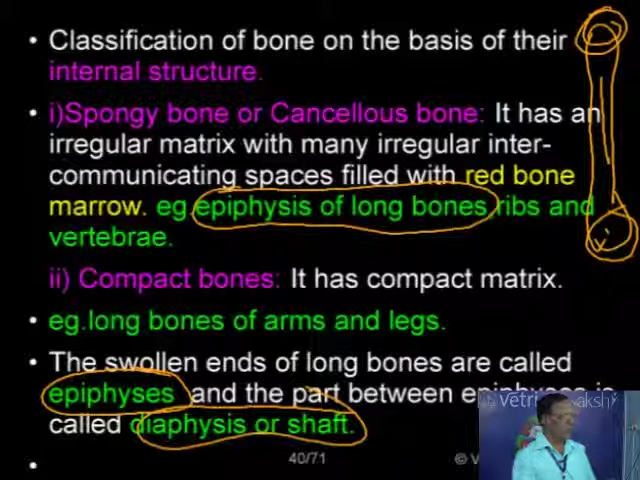 • Classification of bone on the basis of their
internal structure.
• i)Spongy bone or Cancellous bone: It has an
irregular matrix with many irregular inter-
communicating spaces filled with red bone
marrow. eg.epiphysis of long bones,ribs and
vertebrae.
ii) Compact bones: It has compact matrix.
• eg.long bones of arms and legs.
• The swollen ends of long bones are called
epiphyses and the part between epiphyses is
called diaphysis or shaft.
•
40/71
© V